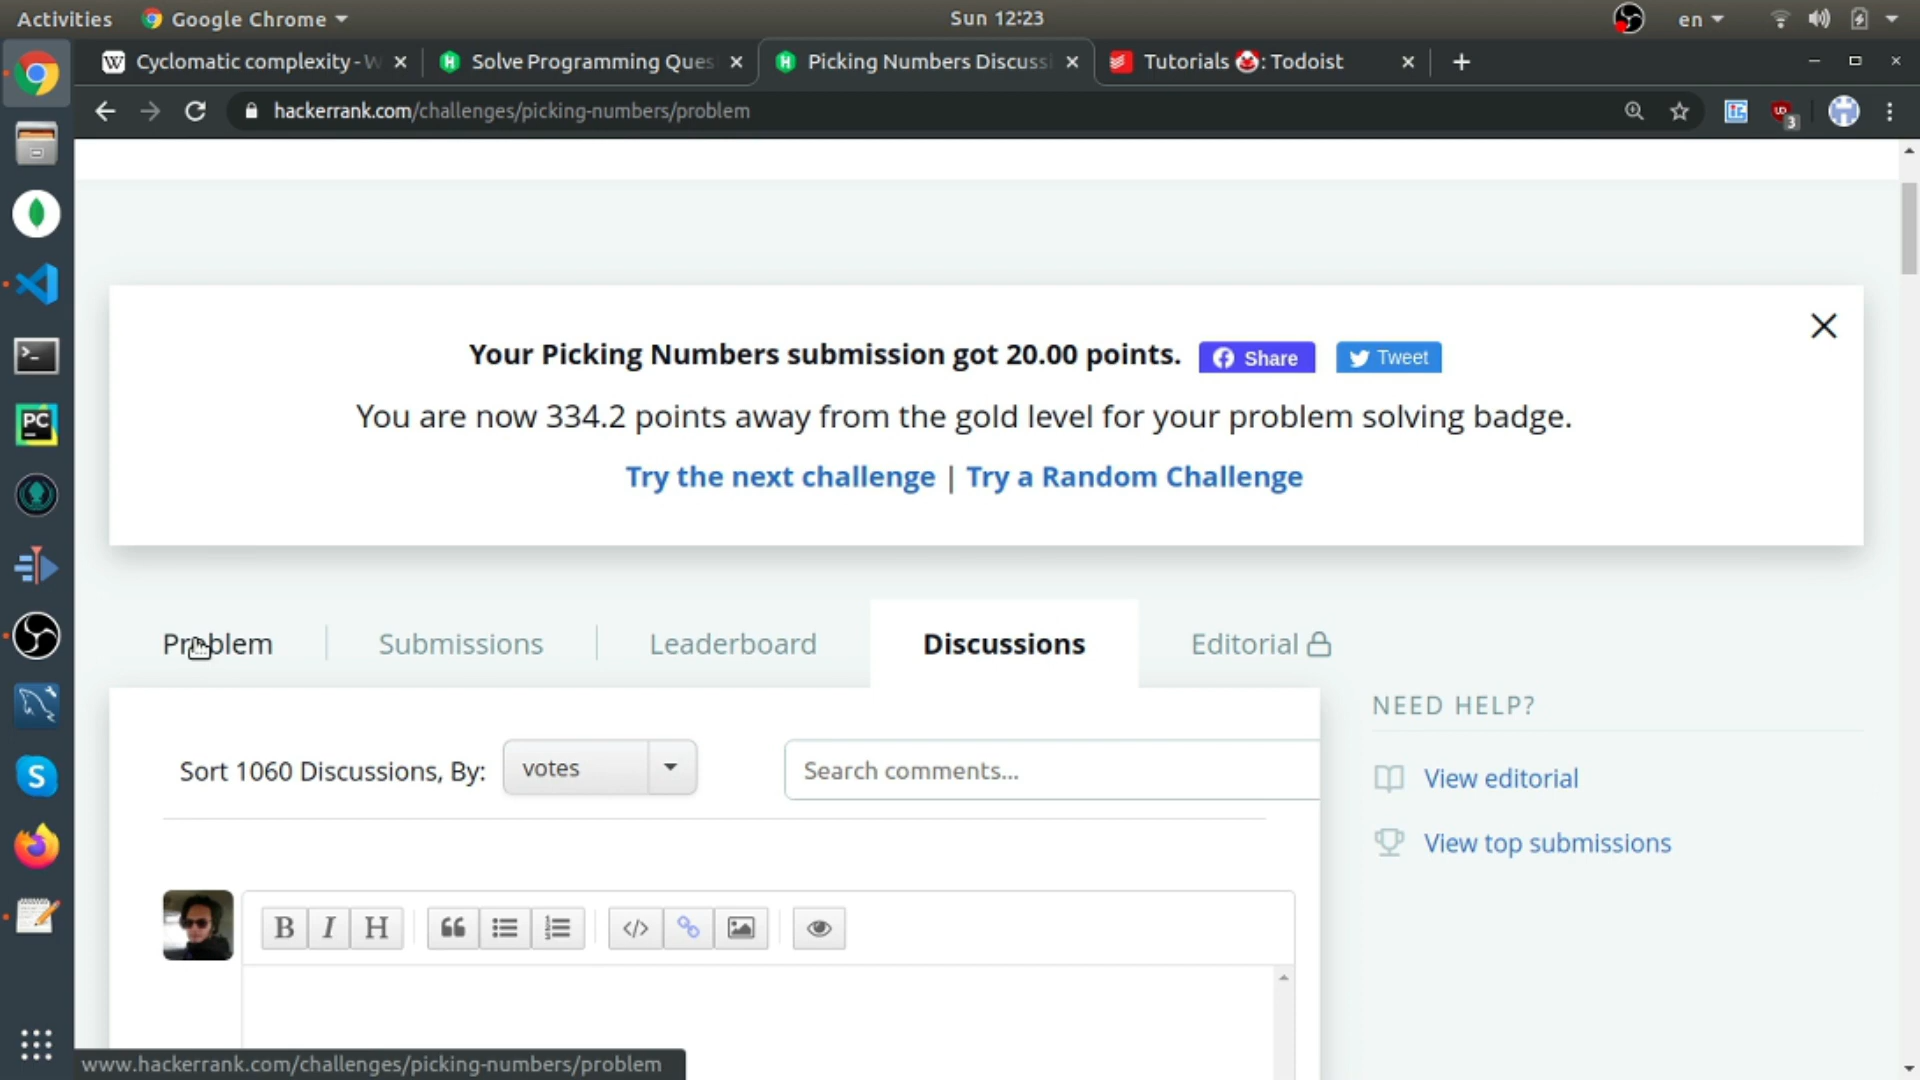 Activities
Google Chrome
Sun 12:23
en
Cyclomatic complexity - W
Solve Programming Ques
Picking Numbers Discussi
Tutorials
: Todoist
hackerrank.com/challenges/picking-numbers/problem
3
Your Picking Numbers submission got 20.00 points.
Share
Tweet
You are now 334.2 points away from the gold level for your problem solving badge.
Try the next challenge | Try a Random Challenge
Problem
Submissions
Leaderboard
Discussions
Editorial
NEED HELP?
Sort 1060 Discussions, By:
votes
Search comments...
View editorial
View top submissions
B I H
PC
S
www.hackerrank.com/challenges/picking-numbers/problem